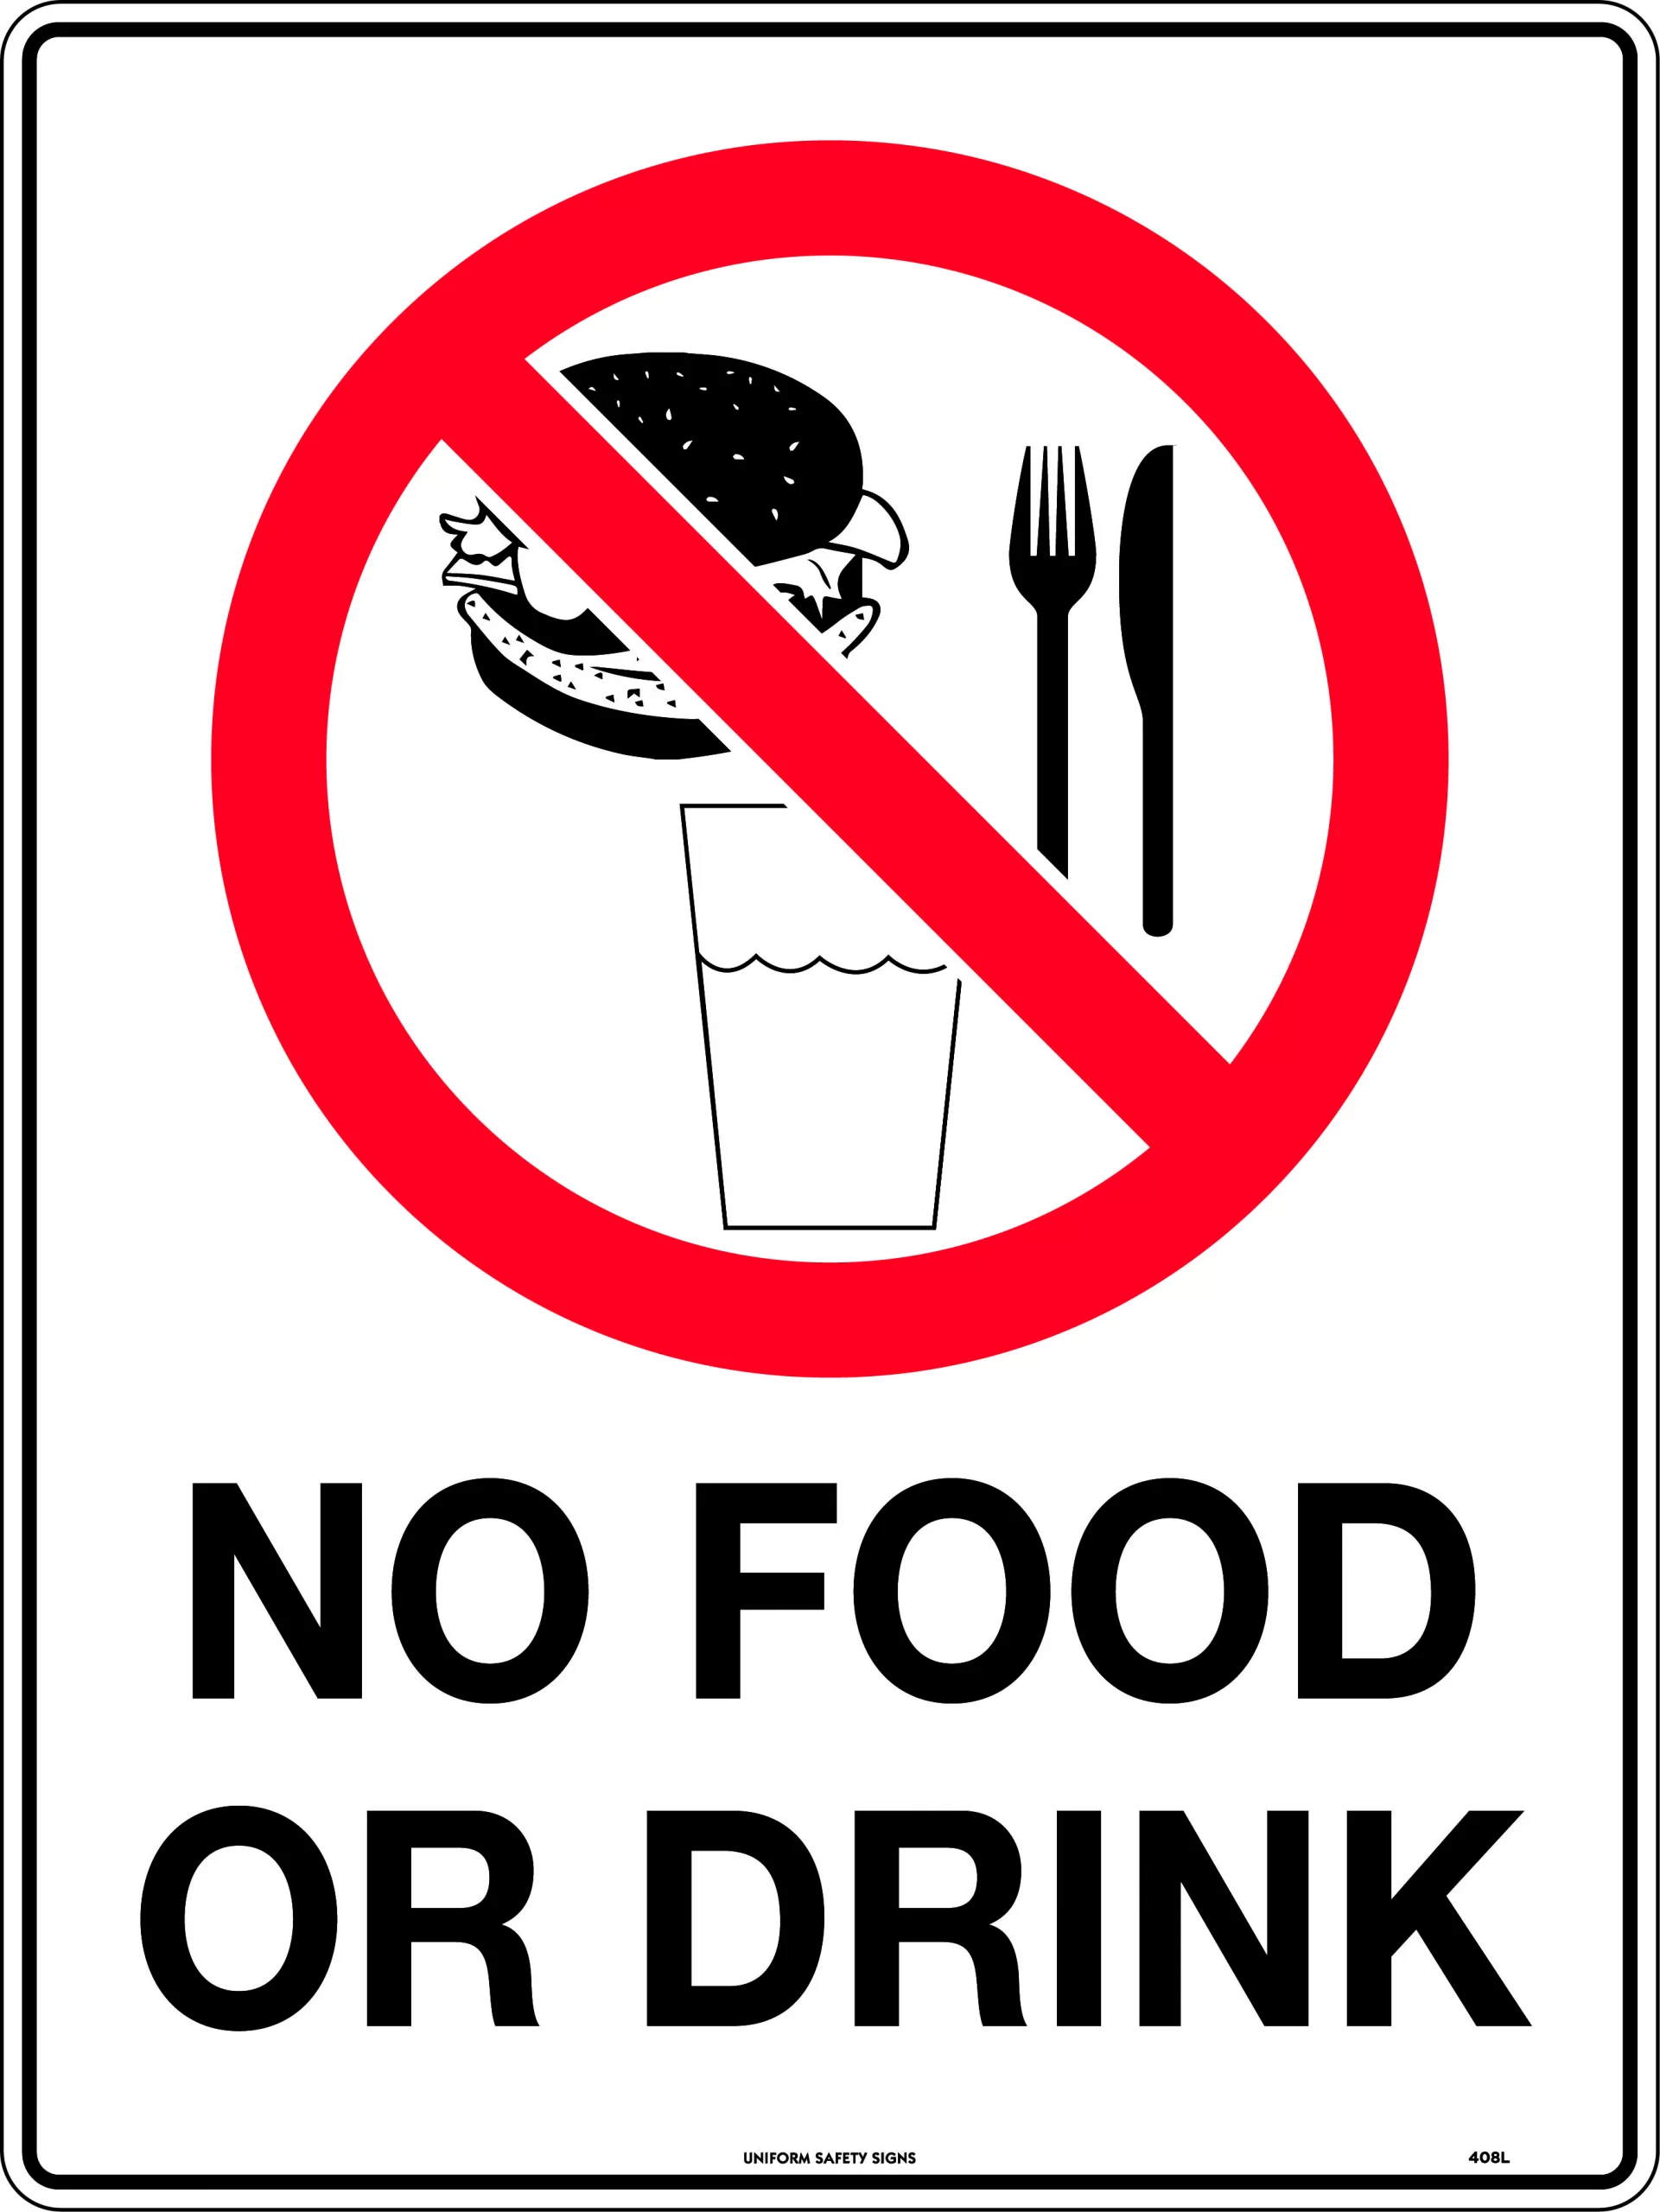 NO FOOD
OR DRINK
UNIFORM SAFETY SIGNS
408L